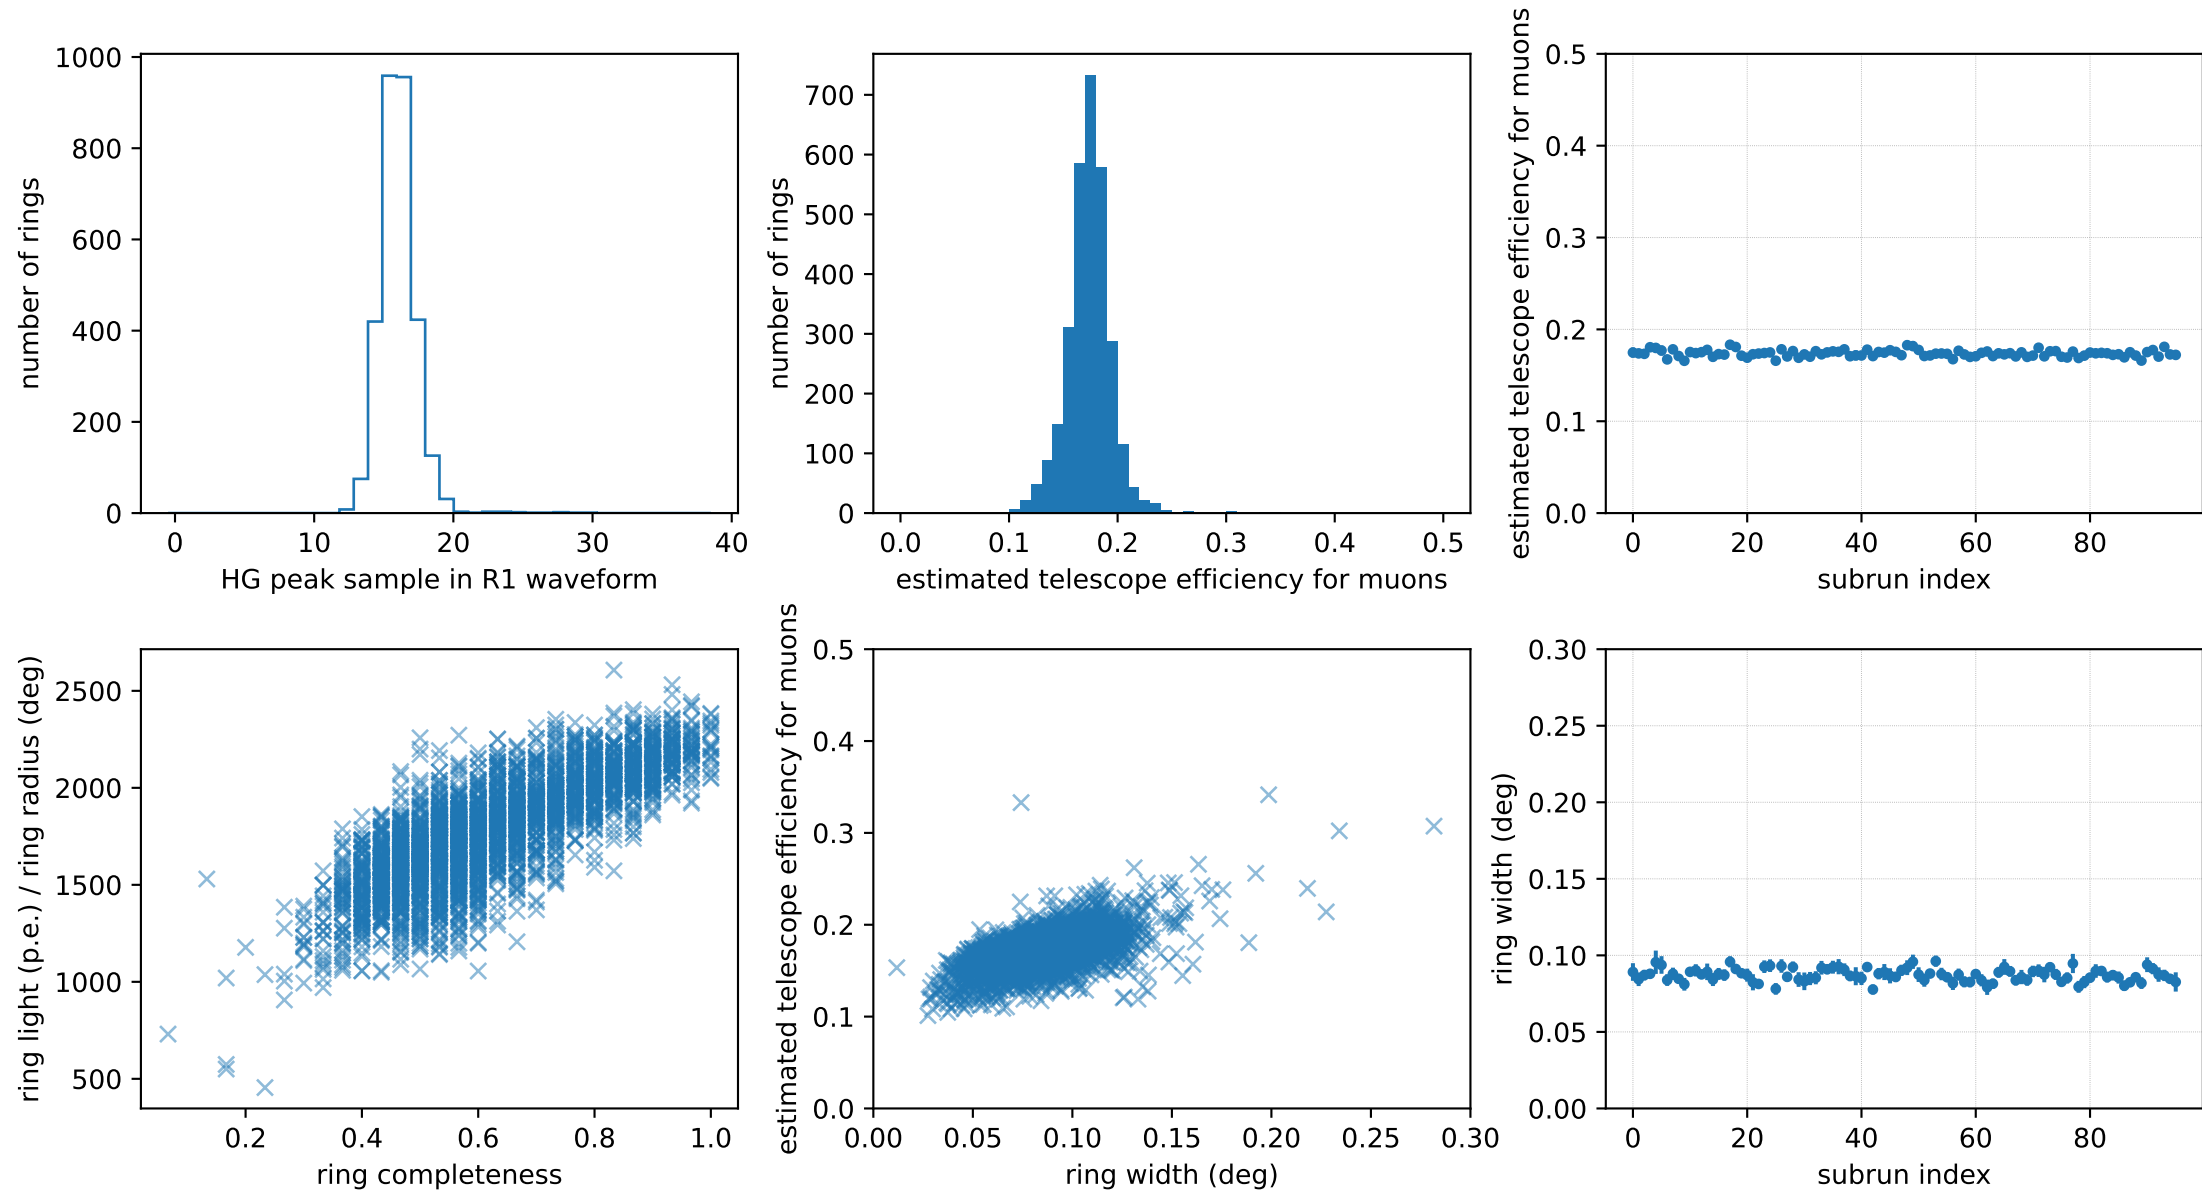 1000
800
600
400
200
0
number of rings
0 10 20 30 40
HG peak sample in R1 waveform
700
600
500
400
300
200
100
0
number of rings
0.0 0.1 0.2 0.3 0.4 0.5
estimated telescope efficiency for muons
0.5
0.4
0.3
0.2
0.1
0.0
estimated telescope efficiency for muons
0 20 40 60 80
subrun index
2500
2000
1500
1000
500
ring light (p.e.) / ring radius (deg)
0.2 0.4 0.6 0.8 1.0
ring completeness
0.5
0.4
0.3
0.2
0.1
0.0
estimated telescope efficiency for muons
0.00 0.05 0.10 0.15 0.20 0.25 0.30
ring width (deg)
0.30
0.25
0.20
0.15
0.10
0.05
0.00
ring width (deg)
0 20 40 60 80
subrun index